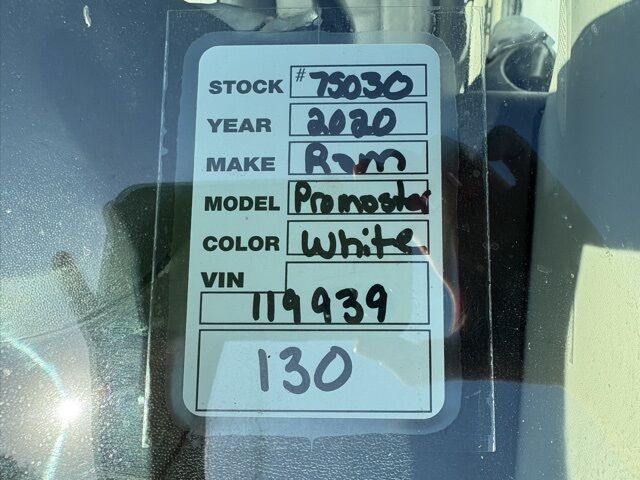 STOCK #75030
YEAR 2020
MAKE Ram
MODEL Promaster
COLOR White
VIN
119939
130